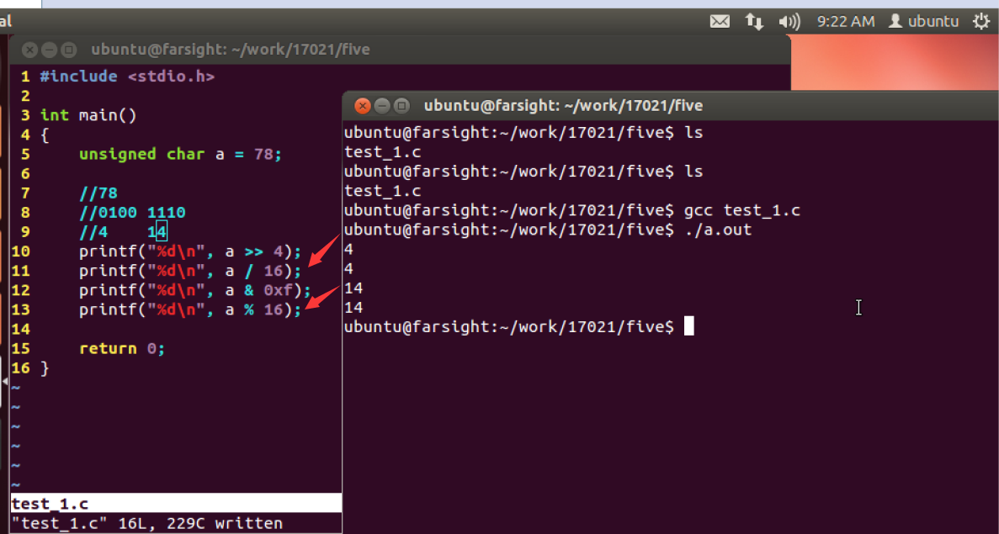 al
9:22 AM ubuntu
ubuntu@farsight: ~/work/17021/five
1 #include <stdio.h>
2
3 int main()
4 {
5     unsigned char a = 78;
6
7     //78
8     //0100 1110
9     //4    14
10     printf("%d\n", a >> 4);
11     printf("%d\n", a / 16);
12     printf("%d\n", a & 0xf);
13     printf("%d\n", a % 16);
14
15     return 0;
16 }
~
~
~
~
~
~
test_1.c
"test_1.c" 16L, 229C written
ubuntu@farsight: ~/work/17021/five
ubuntu@farsight:~/work/17021/five$ ls
test_1.c
ubuntu@farsight:~/work/17021/five$ ls
test_1.c
ubuntu@farsight:~/work/17021/five$ gcc test_1.c
ubuntu@farsight:~/work/17021/five$ ./a.out
4
4
14
14
ubuntu@farsight:~/work/17021/five$